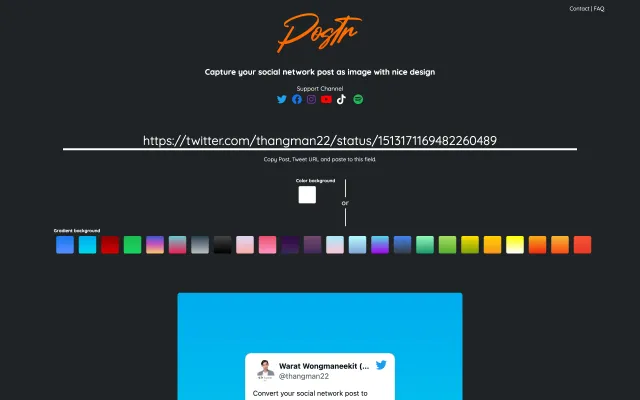 Contact | FAQ
Postr
Capture your social network post as image with nice design
Support Channel
https://twitter.com/thangman22/status/1513171169482260489
Copy Post, Tweet URL and paste to this field.
Color background
or
Gradient background
Warat Wongmaneekit (...
@thangman22
Convert your social network post to